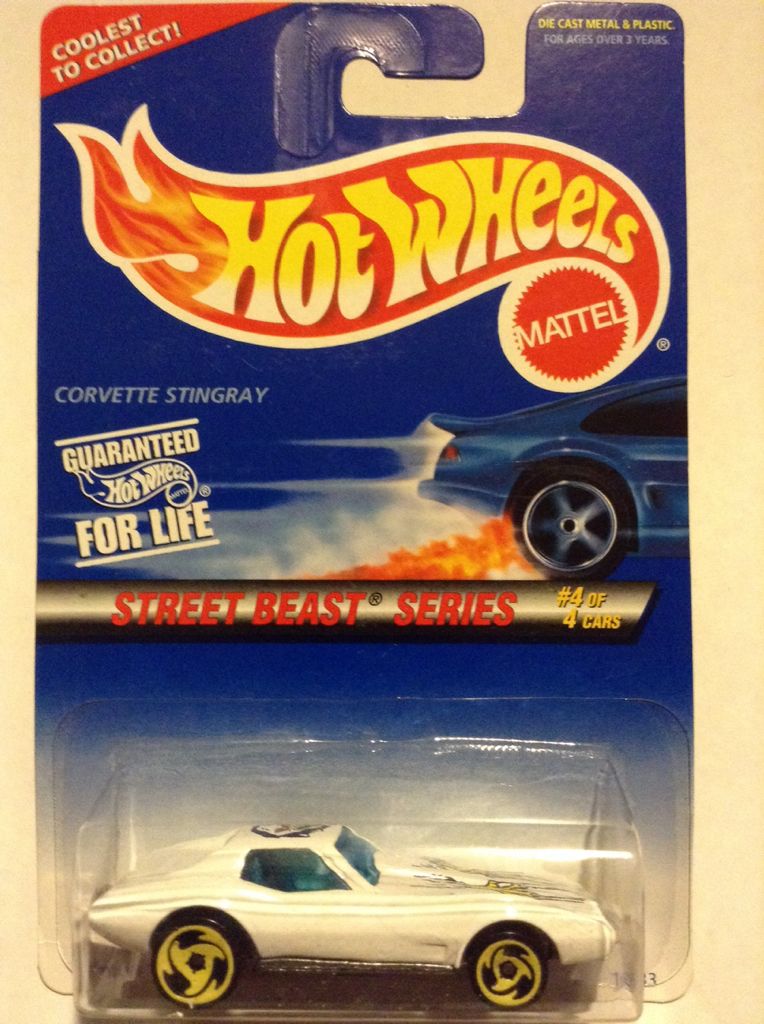 COOLEST
TO COLLECT!
DIE CAST METAL & PLASTIC.
FOR AGES OVER 3 YEARS.
HOT WHEELS
MATTEL
®
CORVETTE STINGRAY
GUARANTEED
HOT WHEELS
MATTEL
®
FOR LIFE
STREET BEAST® SERIES
#4 OF
4 CARS